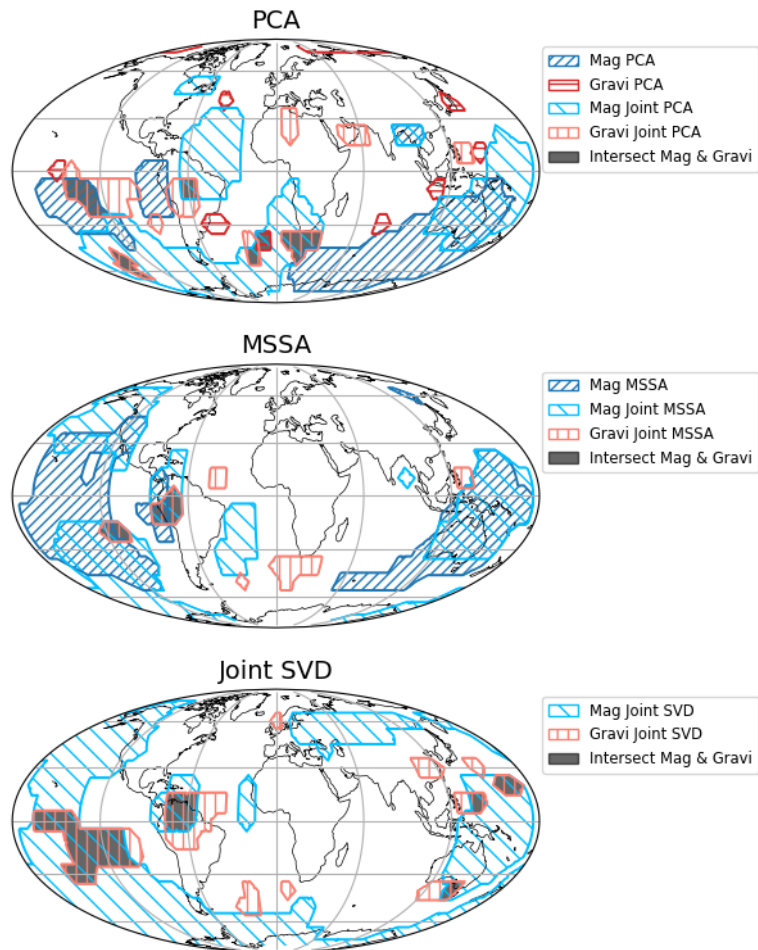 PCA
Mag PCA
Gravi PCA
Mag Joint PCA
Gravi Joint PCA
Intersect Mag & Gravi
MSSA
Mag MSSA
Mag Joint MSSA
Gravi Joint MSSA
Intersect Mag & Gravi
Joint SVD
Mag Joint SVD
Gravi Joint SVD
Intersect Mag & Gravi